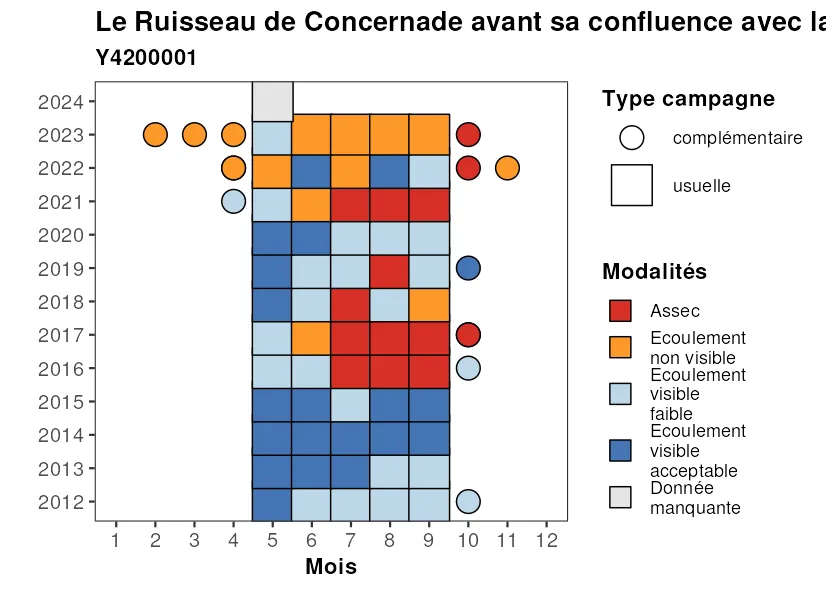 Le Ruisseau de Concernade avant sa confluence avec la
Y4200001
2024
2023
2022
2021
2020
2019
2018
2017
2016
2015
2014
2013
2012
1 2 3 4 5 6 7 8 9 10 11 12
Mois
Type campagne
complémentaire
usuelle
Modalités
Assec
Ecoulement
non visible
Ecoulement
visible
faible
Ecoulement
visible
acceptable
Donnée
manquante